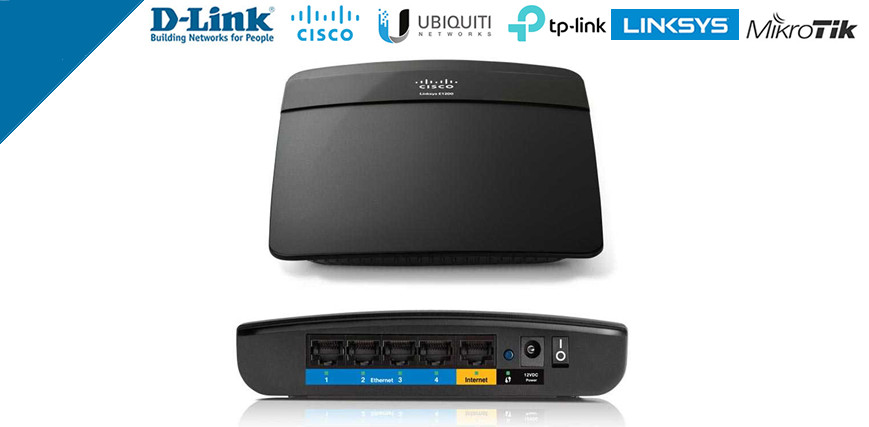 D-Link
Building Networks for People
CISCO
UBIQUITI
NETWORKS
tp-link
LINKSYS
MikroTik
CISCO
1 2 Ethernet 3 4 Internet
12VDC
Power